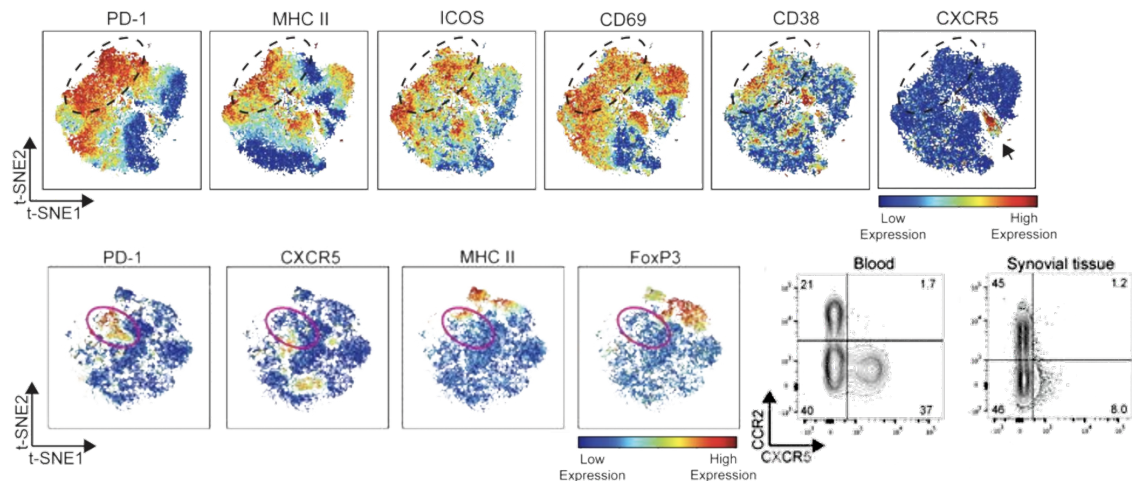 PD-1 MHC II ICOS CD69 CD38 CXCR5
t-SNE2
t-SNE1
Low Expression High Expression
PD-1 CXCR5 MHC II FoxP3
t-SNE2
t-SNE1
Low Expression High Expression
Blood
21 1.7
40 37
CCR2
CXCR5
Synovial tissue
45 1.2
46 8.0